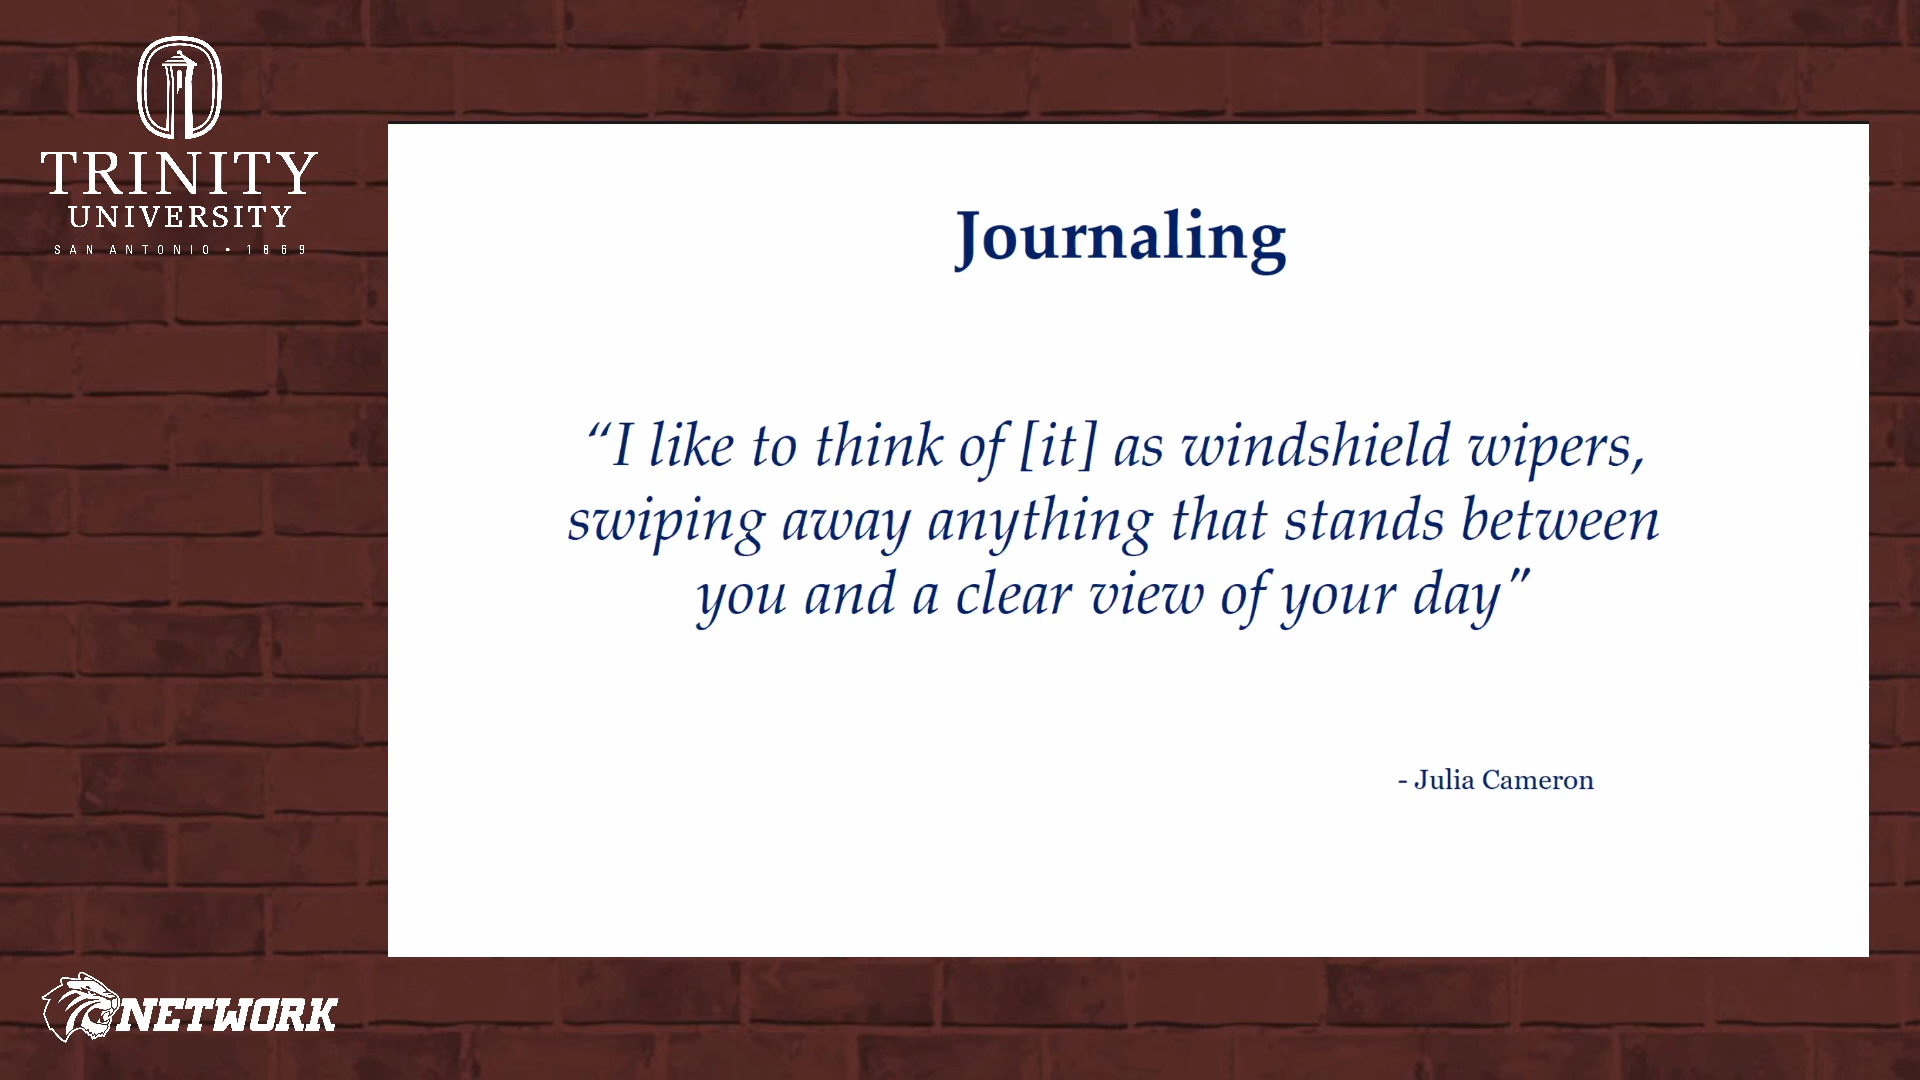 TRINITY
UNIVERSITY
SAN ANTONIO • 1869
Journaling
“I like to think of [it] as windshield wipers,
swiping away anything that stands between
you and a clear view of your day"
- Julia Cameron
NETWORK